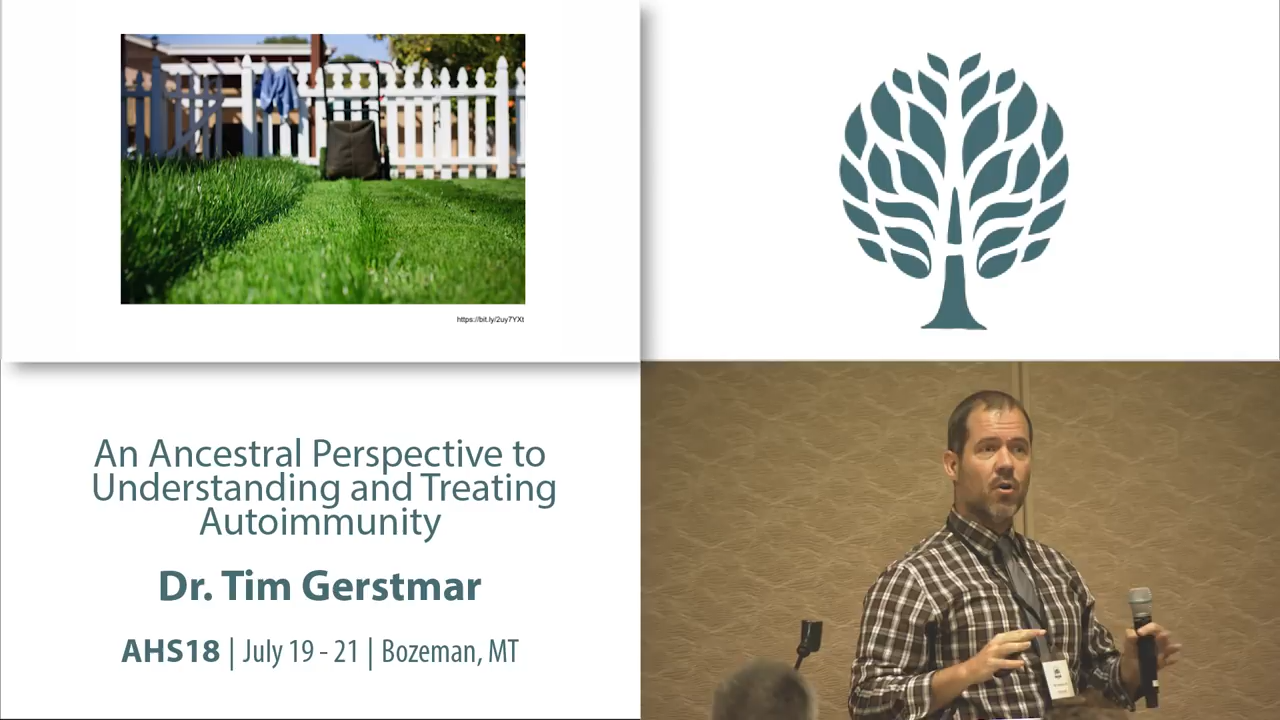 https://bit.ly/2uy7YXt
An Ancestral Perspective to
Understanding and Treating
Autoimmunity
Dr. Tim Gerstmar
AHS18 | July 19 - 21 | Bozeman, MT